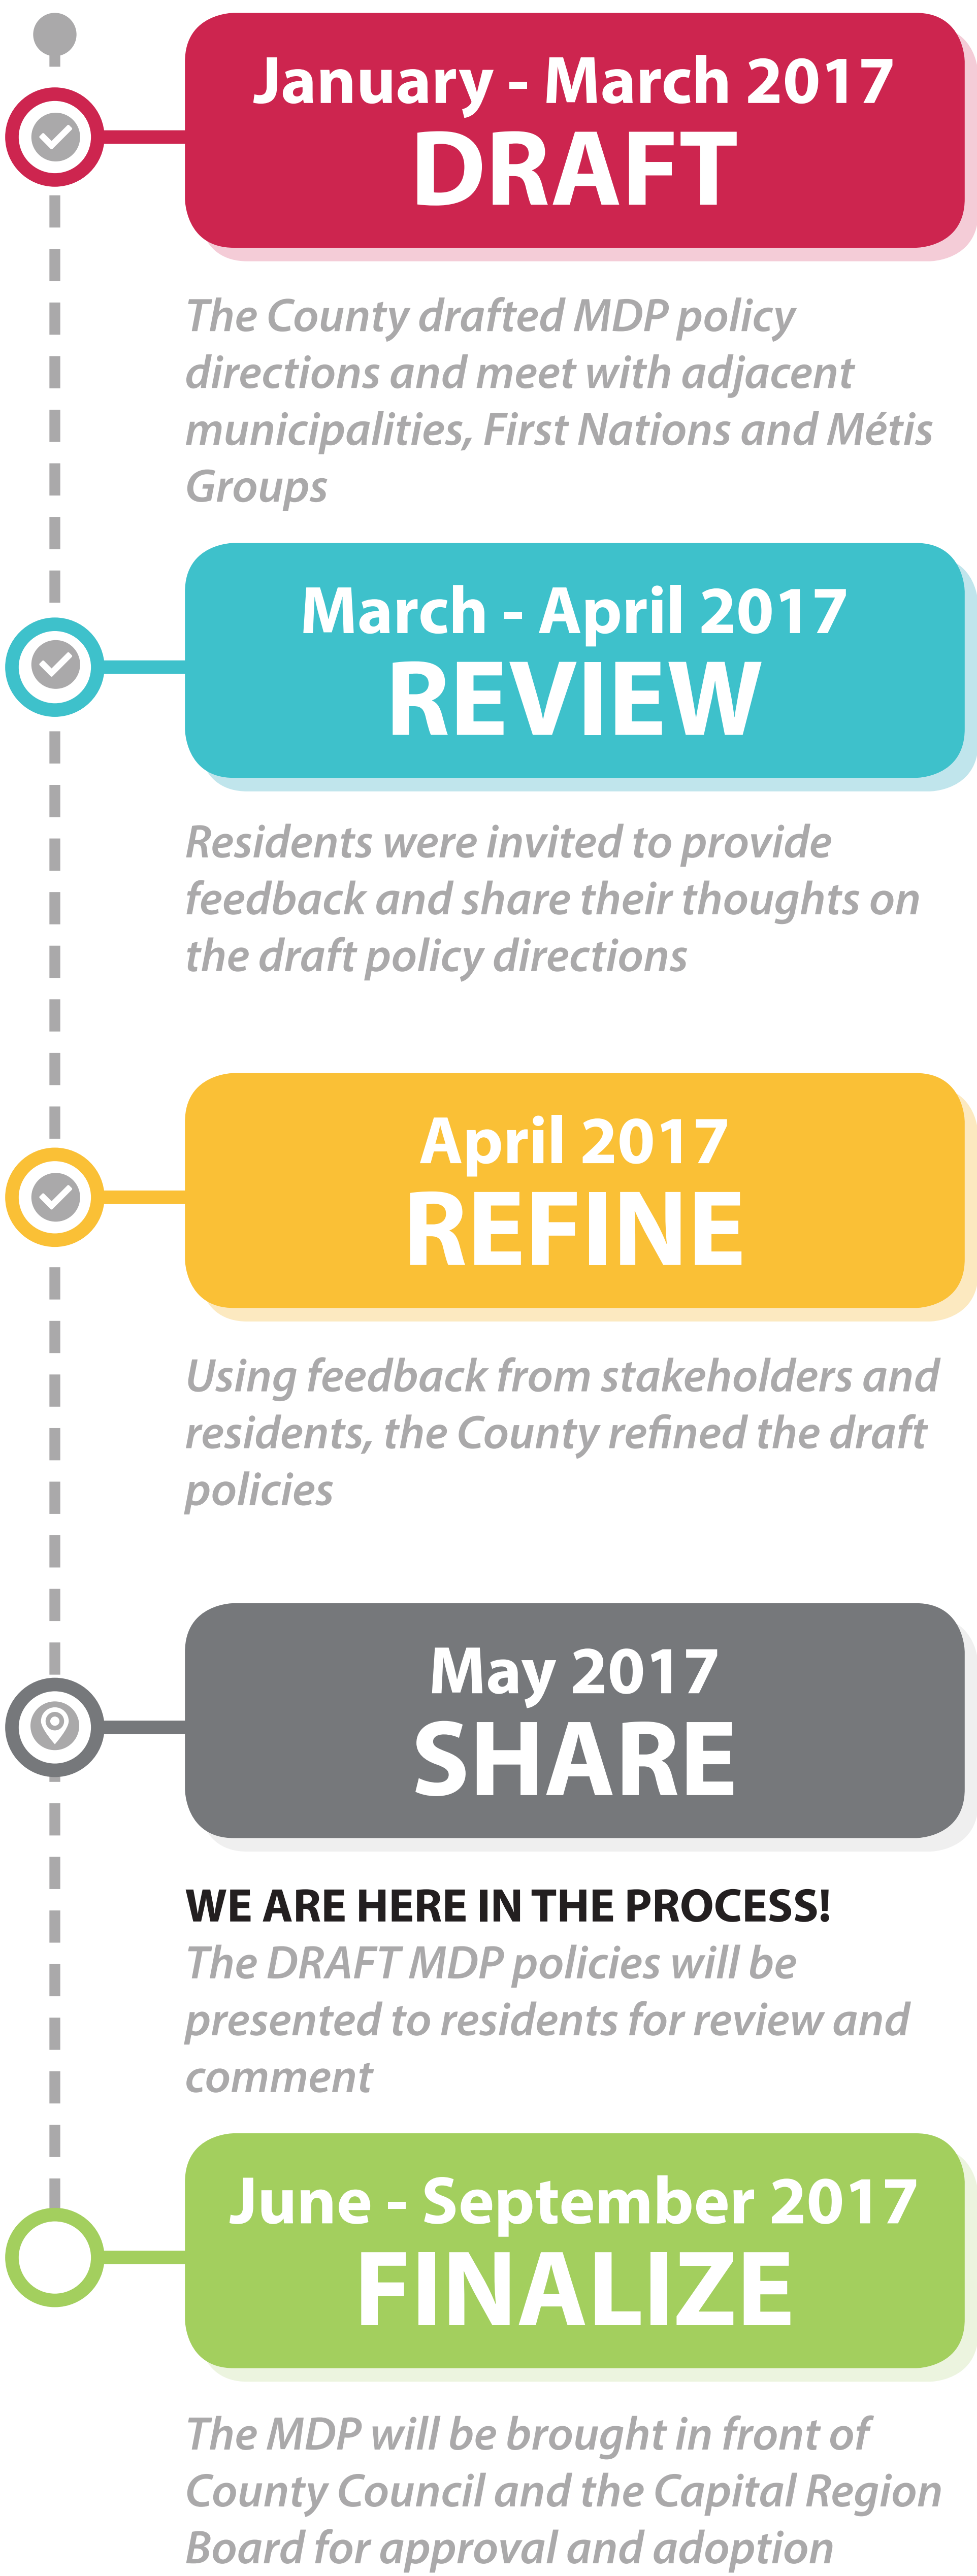 January - March 2017
DRAFT
The County drafted MDP policy
directions and meet with adjacent
municipalities, First Nations and Métis
Groups
March - April 2017
REVIEW
Residents were invited to provide
feedback and share their thoughts on
the draft policy directions
April 2017
REFINE
Using feedback from stakeholders and
residents, the County refined the draft
policies
May 2017
SHARE
WE ARE HERE IN THE PROCESS!
The DRAFT MDP policies will be
presented to residents for review and
comment
June - September 2017
FINALIZE
The MDP will be brought in front of
County Council and the Capital Region
Board for approval and adoption